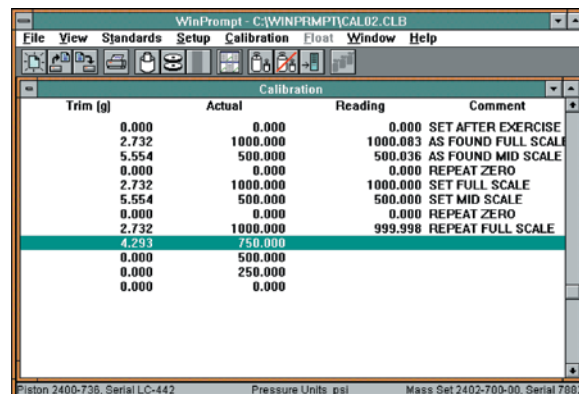 WinPrompt - C:\WINPRMPT\CAL02.CLB
File View Standards Setup Calibration Float Window Help
Calibration
Trim (g) Actual Reading Comment
0.000 0.000 0.000 SET AFTER EXERCISE
2.732 1000.000 1000.083 AS FOUND FULL SCALE
5.554 500.000 500.036 AS FOUND MID SCALE
0.000 0.000 0.000 REPEAT ZERO
2.732 1000.000 1000.000 SET FULL SCALE
5.554 500.000 500.000 SET MID SCALE
0.000 0.000 0.000 REPEAT ZERO
2.732 1000.000 999.998 REPEAT FULL SCALE
4.293 750.000
0.000 500.000
0.000 250.000
0.000 0.000
Piston 2400-736, Serial LC-442 Pressure Units psi Mass Set 2402-700-00, Serial